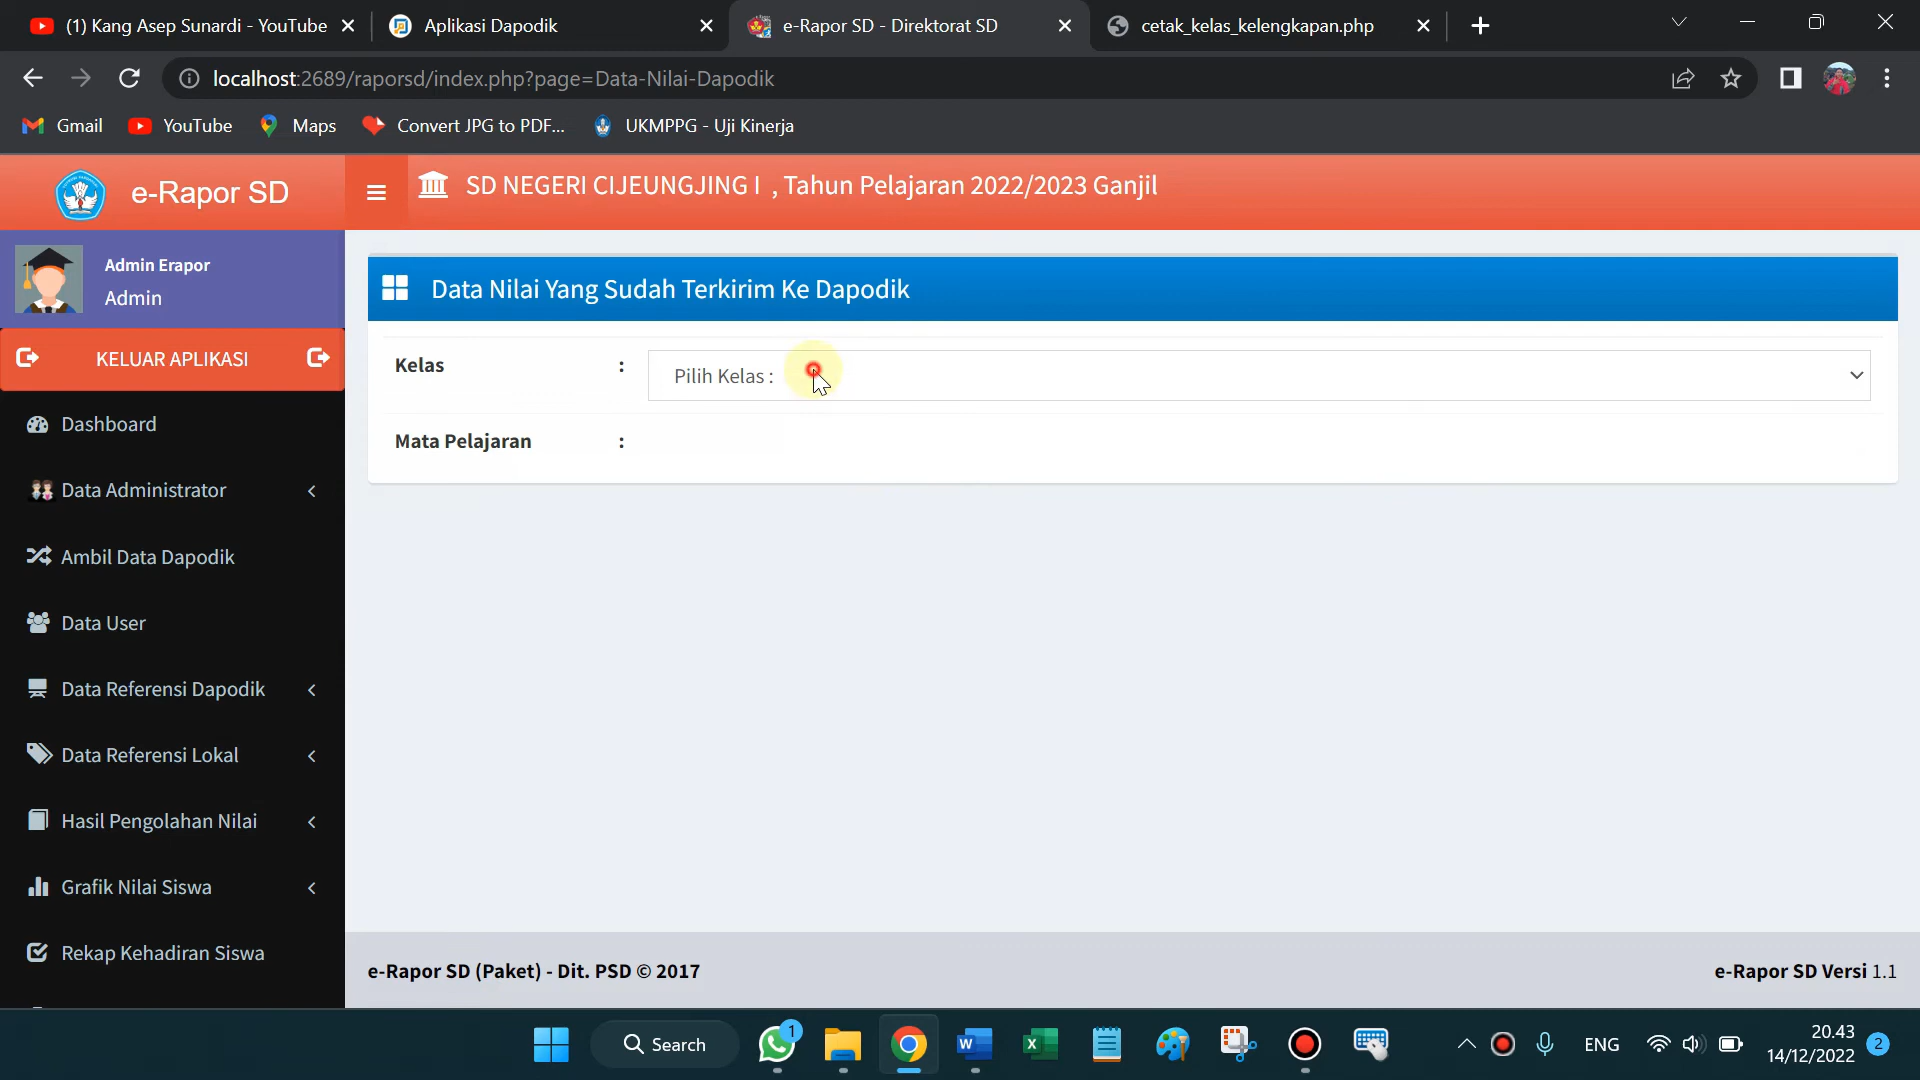 (1) Kang Asep Sunardi - YouTube
Aplikasi Dapodik
e-Rapor SD - Direktorat SD
cetak_kelas_kelengkapan.php
localhost:2689/raporsd/index.php?page=Data-Nilai-Dapodik
Gmail
YouTube
Maps
Convert JPG to PDF...
UKMPPG - Uji Kinerja
e-Rapor SD
SD NEGERI CIJEUNGJING I , Tahun Pelajaran 2022/2023 Ganjil
Admin Erapor
Admin
KELUAR APLIKASI
Dashboard
Data Administrator
Ambil Data Dapodik
Data User
Data Referensi Dapodik
Data Referensi Lokal
Hasil Pengolahan Nilai
Grafik Nilai Siswa
Rekap Kehadiran Siswa
Data Nilai Yang Sudah Terkirim Ke Dapodik
Kelas :
Pilih Kelas :
Mata Pelajaran :
e-Rapor SD (Paket) - Dit. PSD © 2017
e-Rapor SD Versi 1.1
Search
1
ENG
20.43
14/12/2022
2